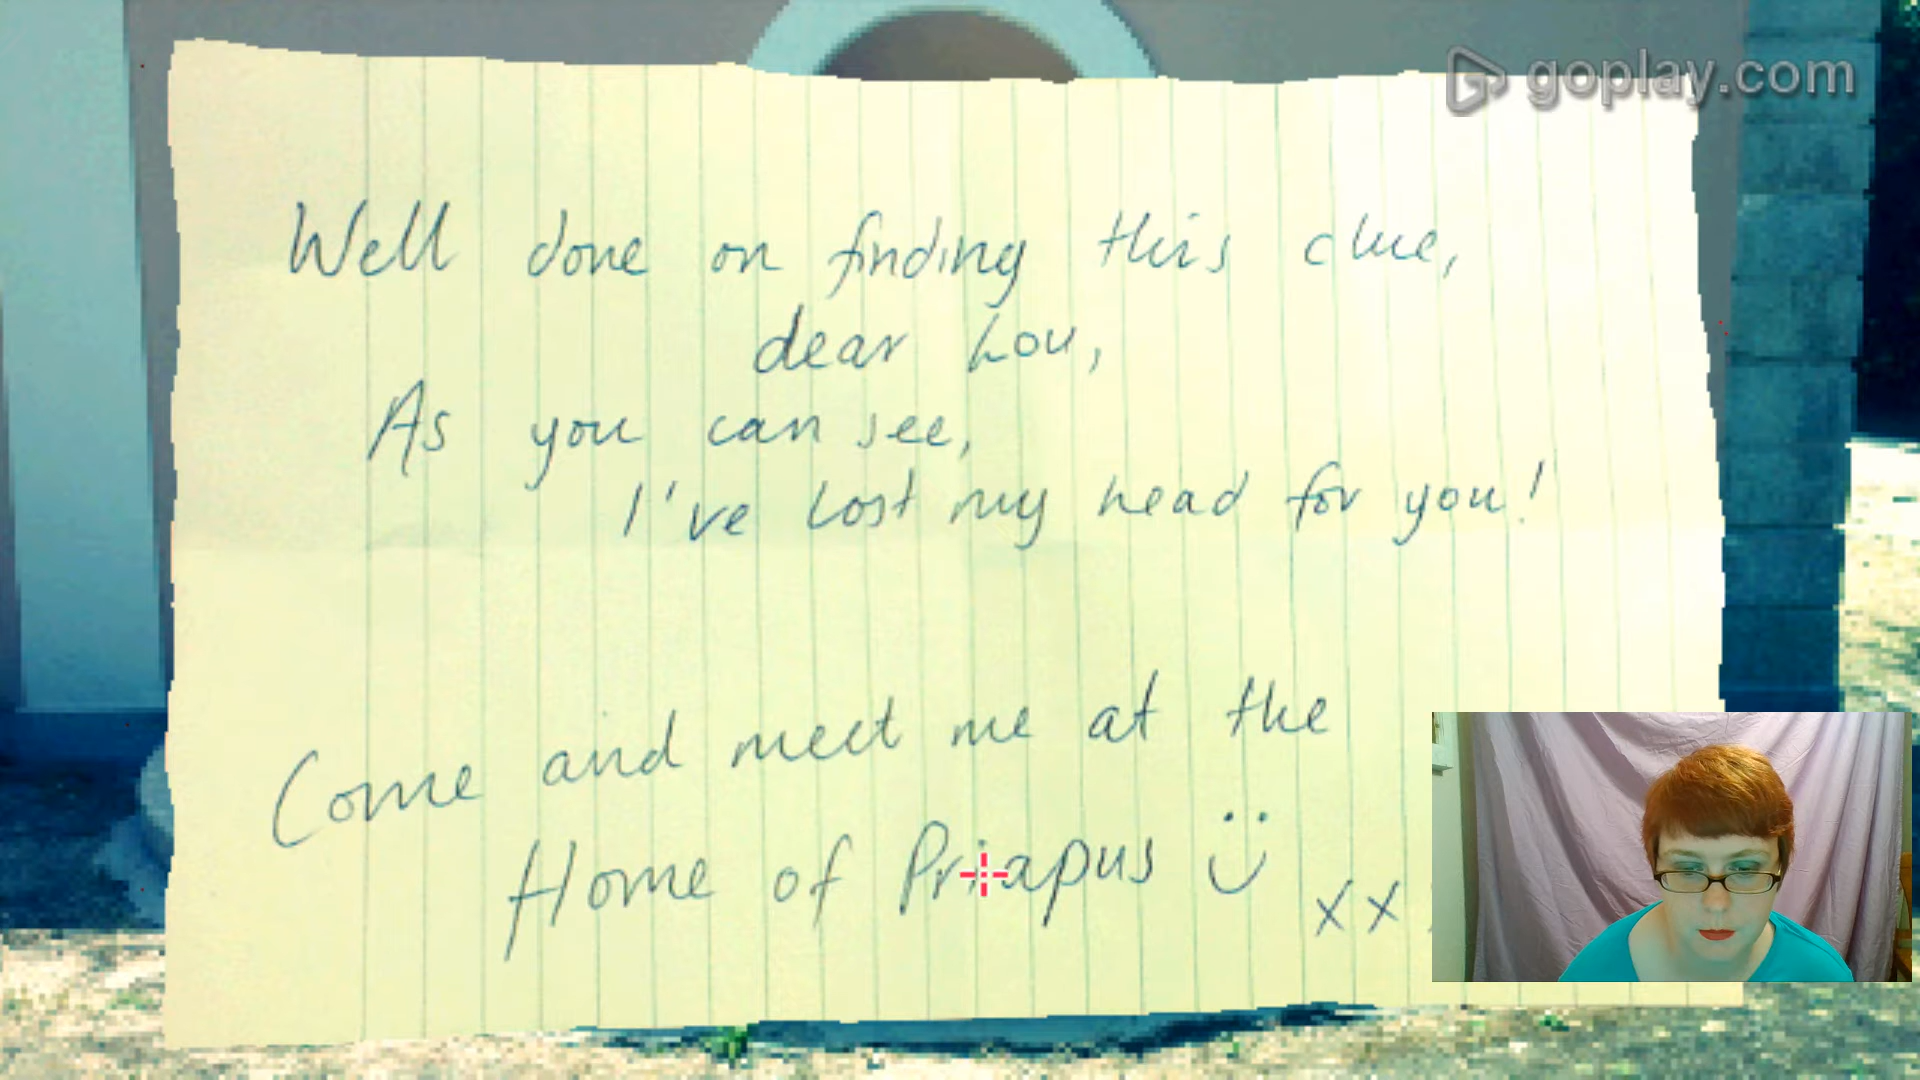 goplay.com
Well done on finding this clue,
dear Lou,
As you can see,
I've lost my head for you!
Come and meet me at the
Home of Priapus :)
xx